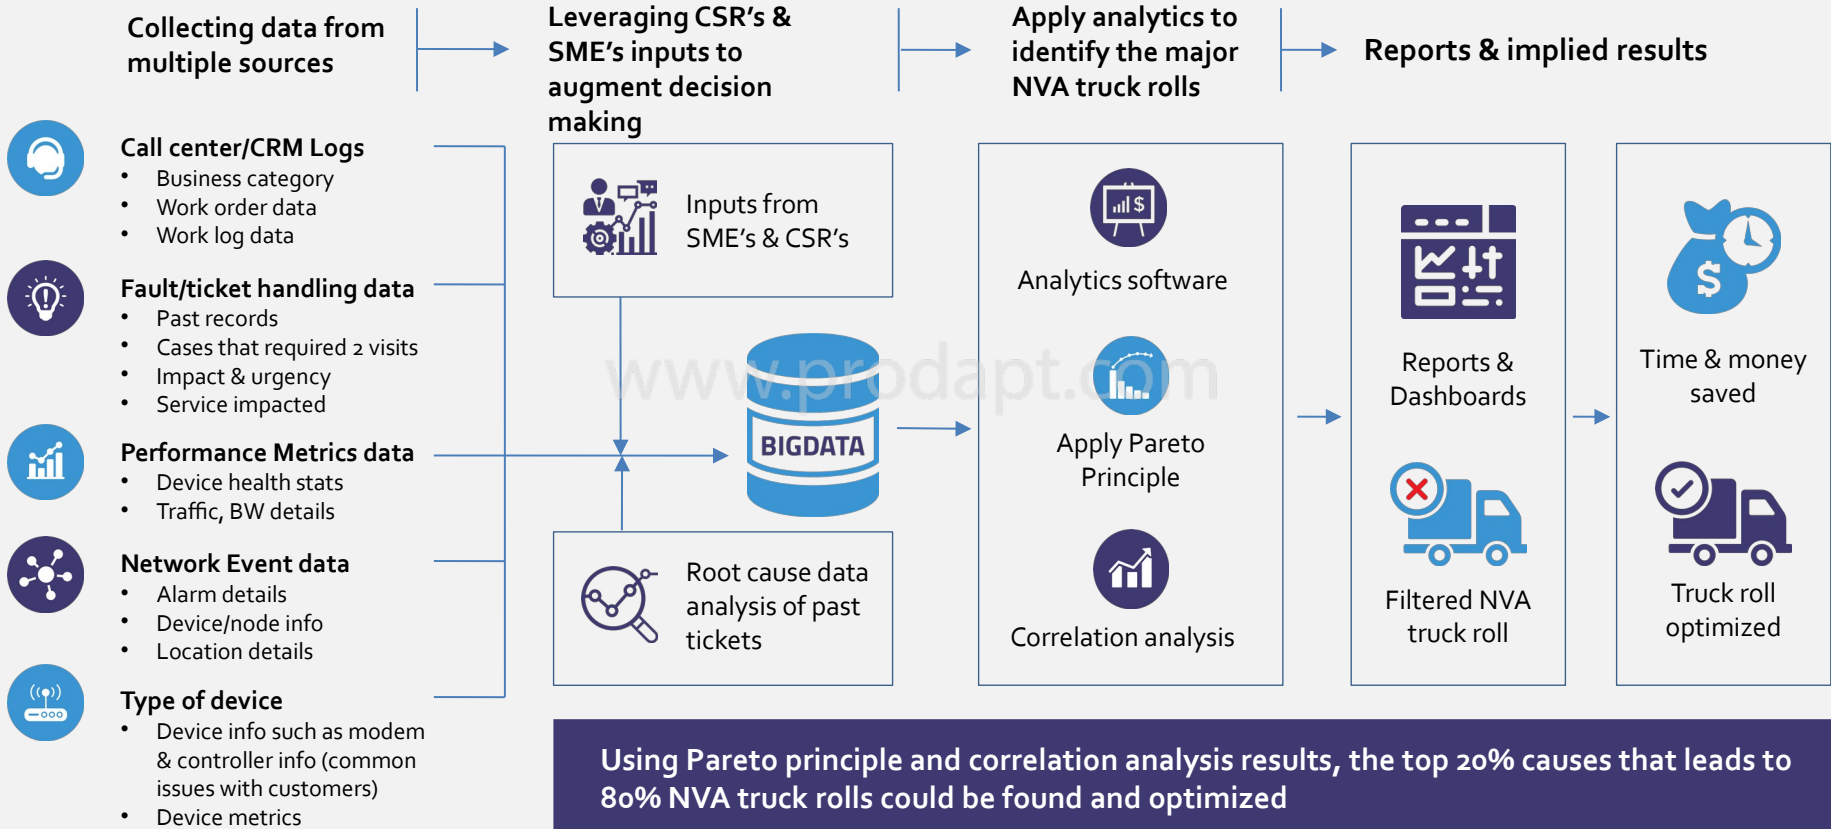 Collecting data from
multiple sources
Leveraging CSR's &
SME's inputs to
augment decision
making
Apply analytics to
identify the major
NVA truck rolls
Reports & implied results
Call center/CRM Logs
• Business category
• Work order data
• Work log data
Fault/ticket handling data
• Past records
• Cases that required 2 visits
• Impact & urgency
• Service impacted
Performance Metrics data
• Device health stats
• Traffic, BW details
Network Event data
• Alarm details
• Device/node info
• Location details
Type of device
• Device info such as modem
& controller info (common
issues with customers)
• Device metrics
Inputs from
SME's & CSR's
BIGDATA
Root cause data
analysis of past
tickets
$
Analytics software
Apply Pareto
Principle
Correlation analysis
Reports &
Dashboards
Filtered NVA
truck roll
$
Time & money
saved
Truck roll
optimized
www.prodapt.com
Using Pareto principle and correlation analysis results, the top 20% causes that leads to
80% NVA truck rolls could be found and optimized